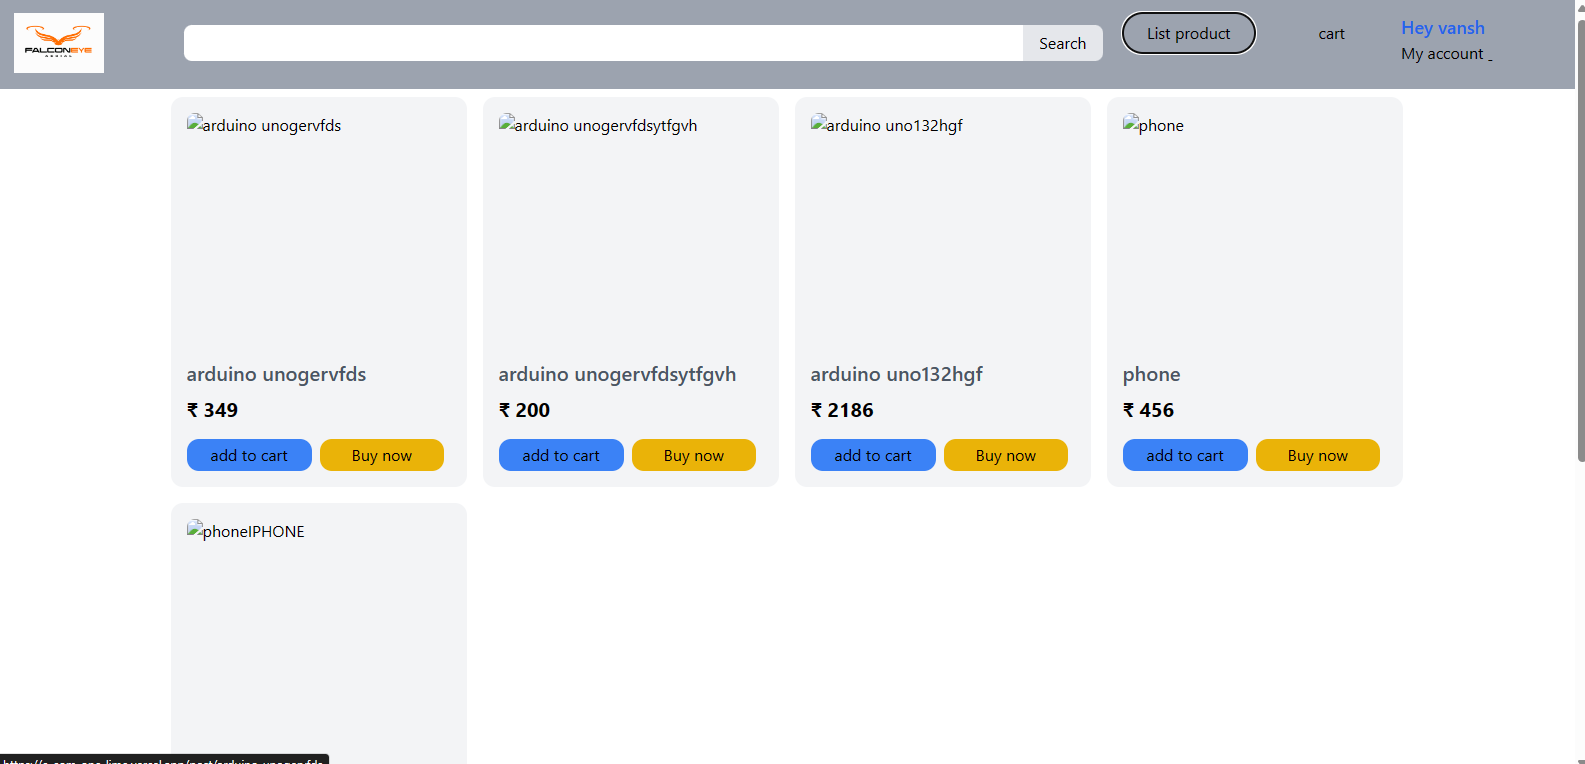 FALCONEYE
AERIAL
Search
List product
cart
Hey vansh
My account
arduino unogervfds
arduino unogervfdsytfgvh
arduino uno132hgf
phone
arduino unogervfds
arduino unogervfdsytfgvh
arduino uno132hgf
phone
₹ 349
₹ 200
₹ 2186
₹ 456
add to cart
Buy now
add to cart
Buy now
add to cart
Buy now
add to cart
Buy now
phoneIPHONE